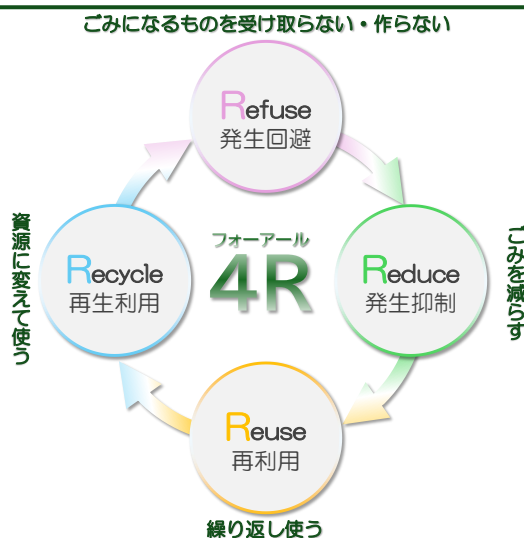 ごみになるものを受け取らない・作らない
Refuse
発生回避
資源に変えて使う
Recycle
再生利用
フォーアール
4R
Reduce
発生抑制
ごみを減らす
Reuse
再利用
繰り返し使う